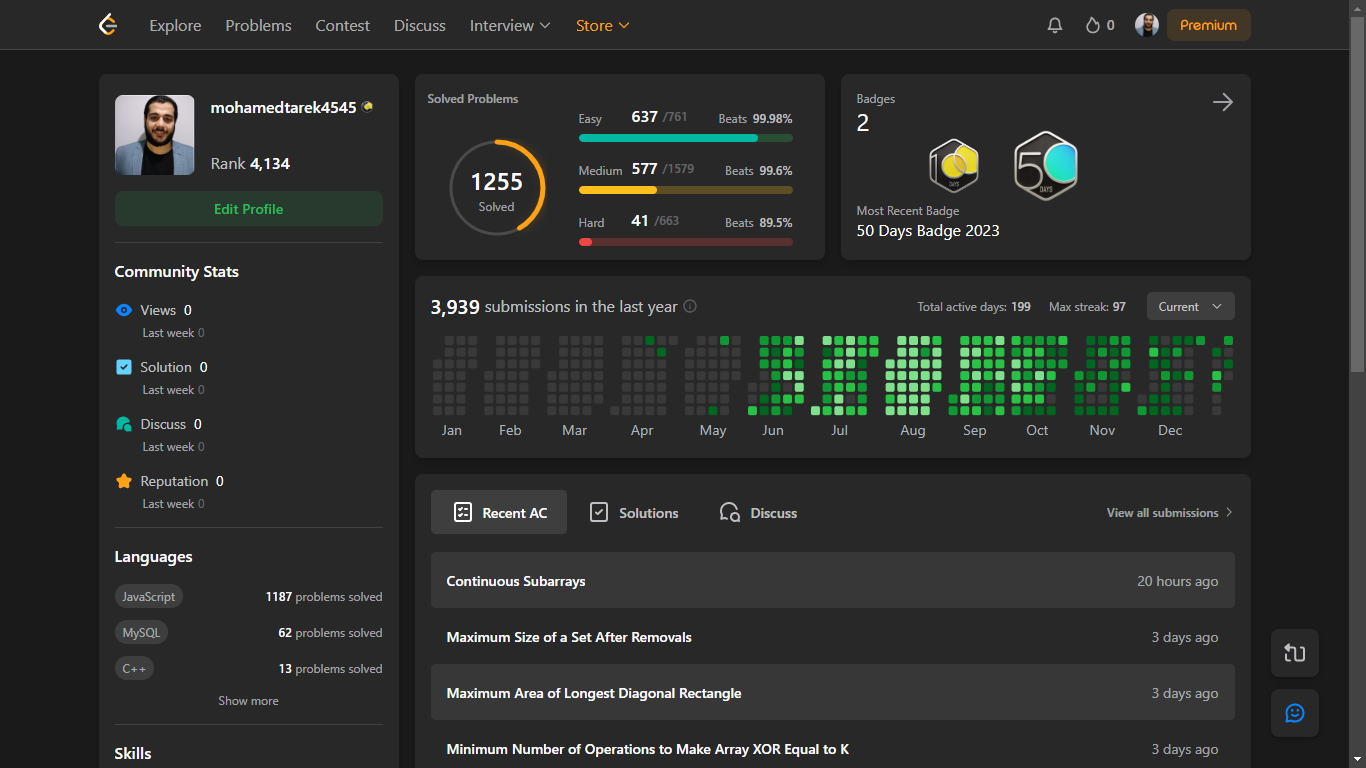 Explore Problems Contest Discuss Interview Store 0 Premium
mohamedtarek4545
Rank 4,134
Edit Profile
Community Stats
Views 0
Last week 0
Solution 0
Last week 0
Discuss 0
Last week 0
Reputation 0
Last week 0
Languages
JavaScript 1187 problems solved
MySQL 62 problems solved
C++ 13 problems solved
Show more
Skills
Solved Problems
1255
Solved
Easy 637 /761 Beats 99.98%
Medium 577 /1579 Beats 99.6%
Hard 41 /663 Beats 89.5%
Badges
2
100 DAYS
50 DAYS
Most Recent Badge
50 Days Badge 2023
3,939 submissions in the last year Total active days: 199 Max streak: 97 Current
Jan Feb Mar Apr May Jun Jul Aug Sep Oct Nov Dec
Recent AC Solutions Discuss View all submissions
Continuous Subarrays 20 hours ago
Maximum Size of a Set After Removals 3 days ago
Maximum Area of Longest Diagonal Rectangle 3 days ago
Minimum Number of Operations to Make Array XOR Equal to K 3 days ago